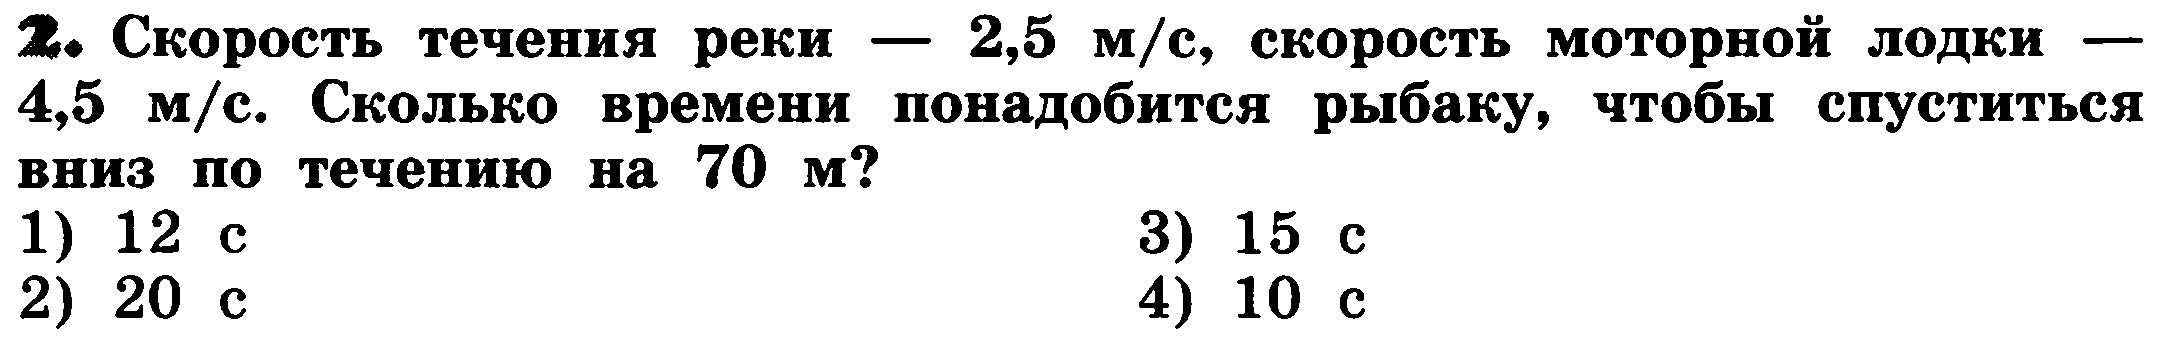 2. Скорость течения реки — 2,5 м/с, скорость моторной лодки —
4,5 м/с. Сколько времени понадобится рыбаку, чтобы спуститься
вниз по течению на 70 м?
1) 12 с 3) 15 с
2) 20 с 4) 10 с